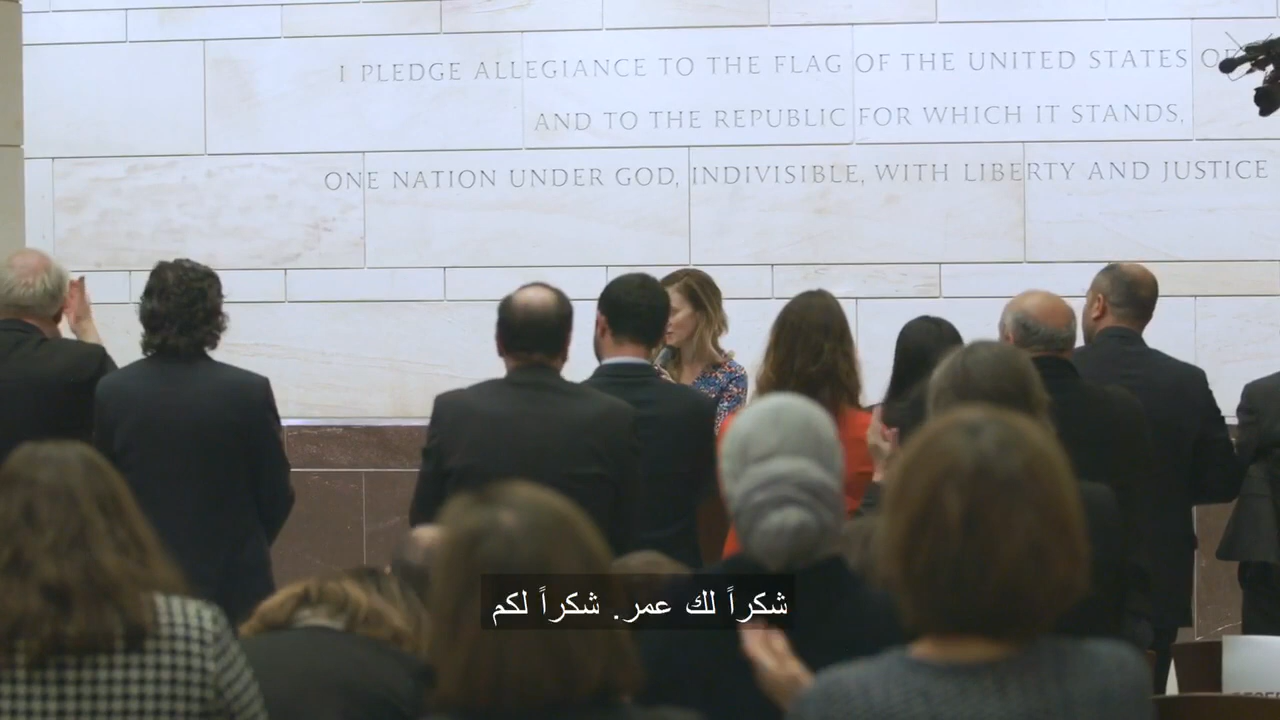 I PLEDGE ALLEGIANCE TO THE FLAG OF THE UNITED STATES OF
AND TO THE REPUBLIC FOR WHICH IT STANDS,
ONE NATION UNDER GOD, INDIVISIBLE, WITH LIBERTY AND JUSTICE
شكراً لك عمر. شكراً لكم